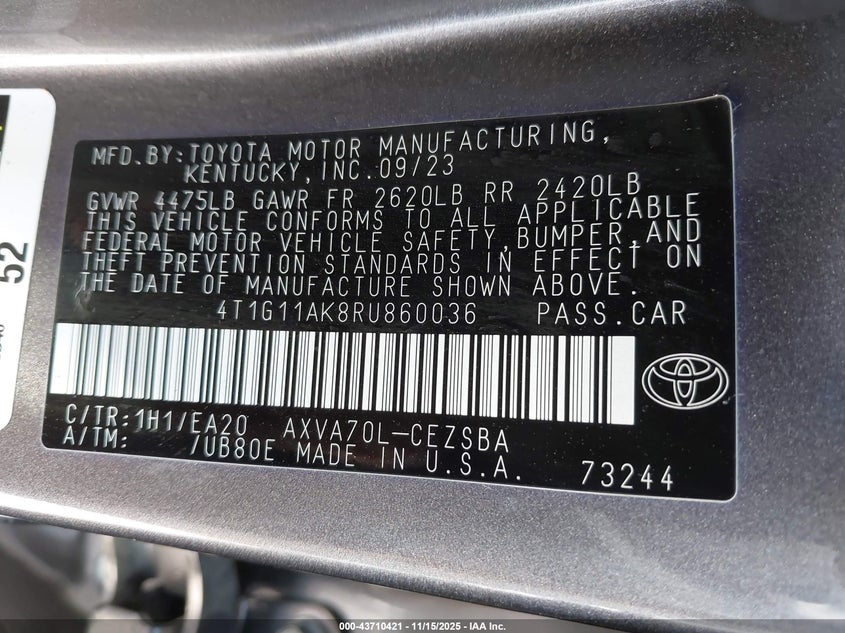 MFD.BY:TOYOTA MOTOR MANUFACTURING,
KENTUCKY,INC.09/23
GVWR 4475LB GAWR FR 2620LB RR 2420LB
THIS VEHICLE CONFORMS TO ALL APPLICABLE
FEDERAL MOTOR VEHICLE SAFETY,BUMPER,AND
THEFT PREVENTION STANDARDS IN EFFECT ON
THE DATE OF MANUFACTURE SHOWN ABOVE.
4T1G11AK8RU860036 PASS.CAR
C/TR:1H1/EA20 AXVA70L-CEZSBA
A/TM: /UB80E MADE IN U.S.A. 73244
52
000-43710421 - 11/15/2025 - IAA Inc.